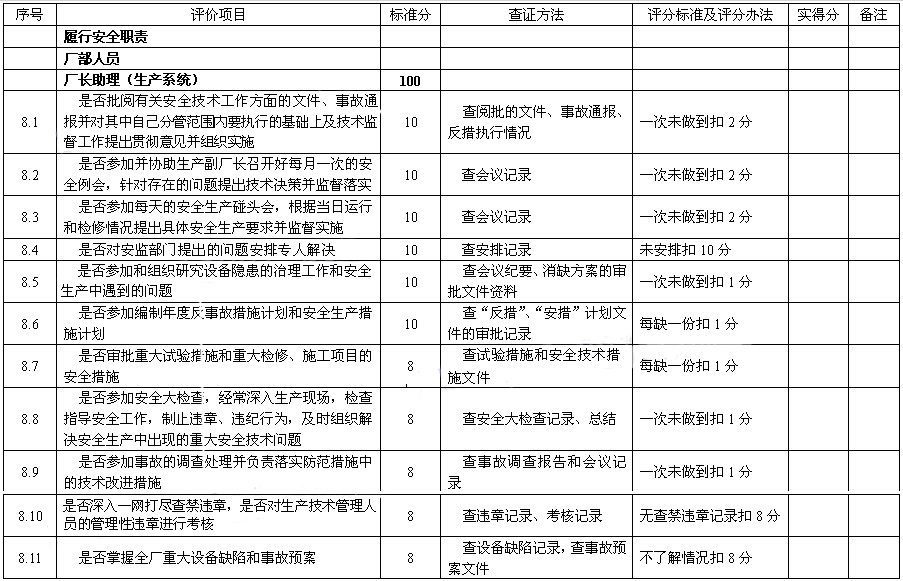 序号 评价项目 标准分 查证方法 评分标准及评分办法 实得分 备注
履行安全职责
厂部人员
厂长助理（生产系统） 100
是否批阅有关安全技术工作方面的文件、事故通
8.1 报并对其中自己分管范围内要执行的基础上及技术监 10 查阅批的文件、事故通报、 一次未做到扣 2 分
督工作提出贯彻意见并组织实施 反措执行情况
8.2 是否参加并协助生产副厂长召开好每月一次的安 10 查会议记录 一次未做到扣 2 分
全例会，针对存在的问题提出技术决策并监督落实
8.3 是否参加每天的安全生产碰头会，根据当日运行 10 查会议记录 一次未做到扣 2 分
和检修情况提出具体安全生产要求并监督实施
8.4 是否对安监部门提出的问题安排专人解决 10 查安排记录 未安排扣 10 分
8.5 是否参加和组织研究设备隐患的治理工作和安全 10 查会议纪要、消缺方案的审 一次未做到扣 1 分
生产中遇到的问题 批文件资料
8.6 是否参加编制年度反事故措施计划和安全生产措 10 查“反措”、“安措”计划文 每缺一份扣 1 分
施计划 件的审批记录
8.7 是否审批重大试验措施和重大检修、施工项目的 8 查试验措施和安全技术措 每缺一份扣 1 分
安全措施 施文件
是否参加安全大检查，经常深入生产现场，检查
8.8 指导安全工作，制止违章、违纪行为，及时组织解 8 查安全大检查记录、总结 一次未做到扣 1 分
决安全生产中出现的重大安全技术问题
8.9 是否参加事故的调查处理并负责落实防范措施中 8 查事故调查报告和会议记 一次未做到扣 1 分
的技术改进措施 录
8.10 是否深入一网打尽查禁违章，是否对生产技术管理人 8 查违章记录、考核记录 无查禁违章记录扣 8 分
员的管理性违章进行考核
8.11 是否掌握全厂重大设备缺陷和事故预案 8 查设备缺陷记录，查事故预 不了解情况扣 8 分
案文件